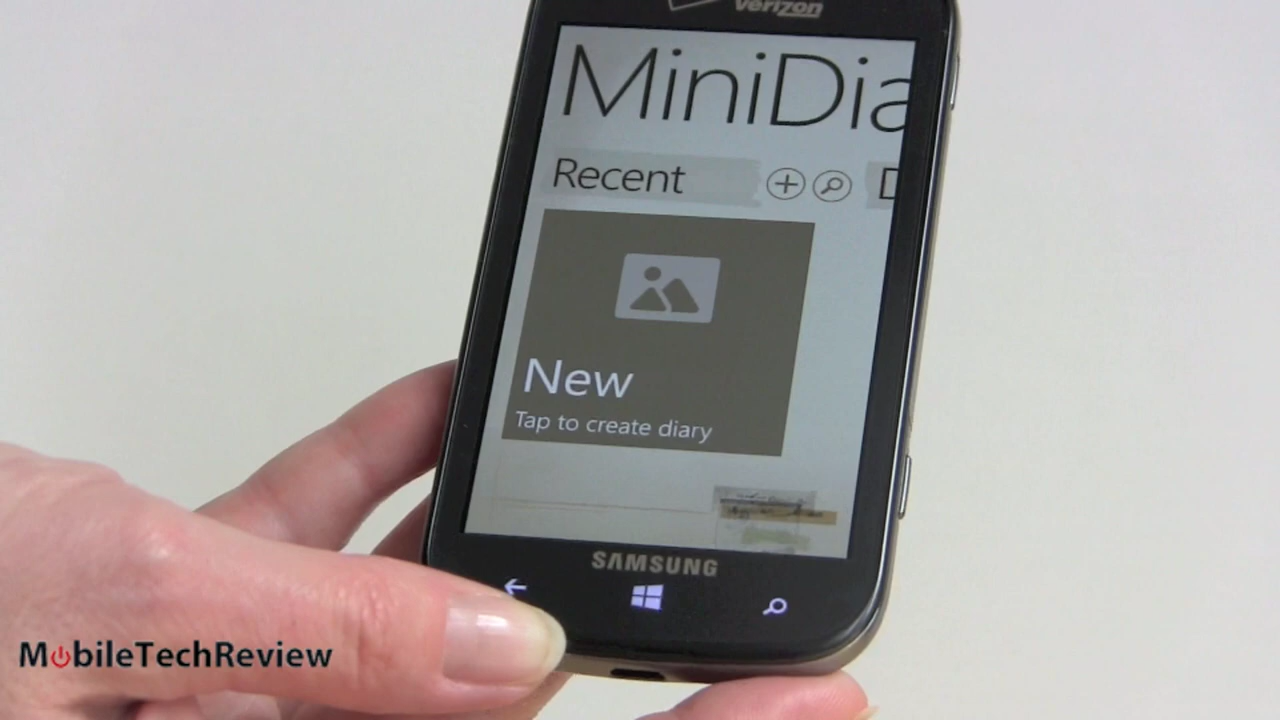 verizon
MiniDia
Recent
D
New
Tap to create diary
SAMSUNG
MobileTechReview